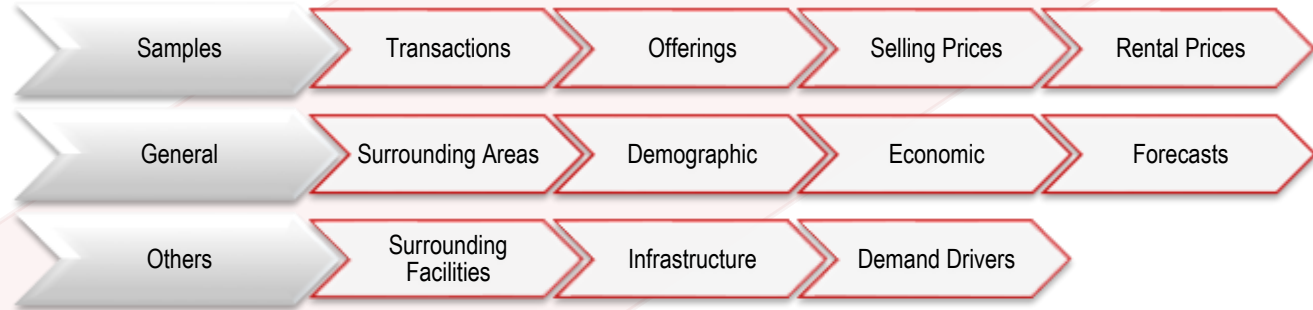 Samples
Transactions
Offerings
Selling Prices
Rental Prices
General
Surrounding Areas
Demographic
Economic
Forecasts
Others
Surrounding
Facilities
Infrastructure
Demand Drivers